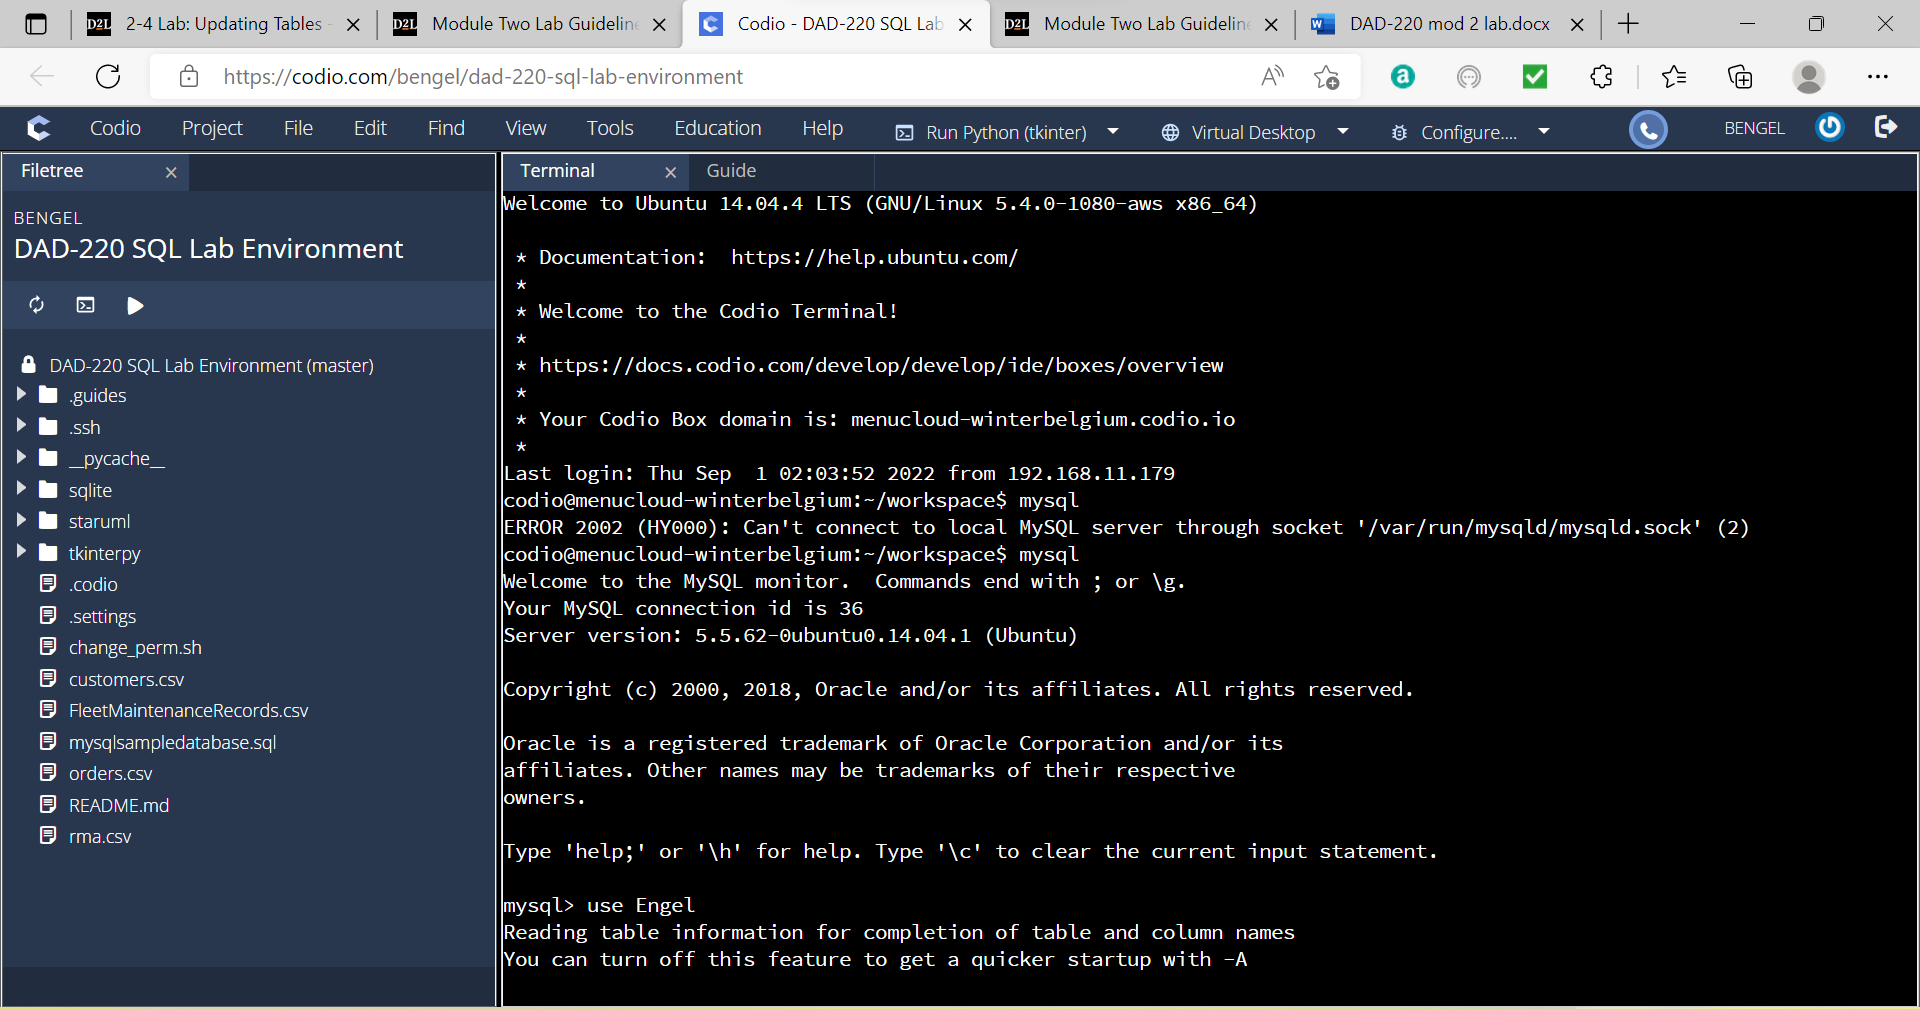 2-4 Lab: Updating Tables -
Module Two Lab Guideline
Codio - DAD-220 SQL Lab
Module Two Lab Guideline
DAD-220 mod 2 lab.docx
https://codio.com/bengel/dad-220-sql-lab-environment
Codio Project File Edit Find View Tools Education Help Run Python (tkinter) Virtual Desktop Configure.... BENGEL
Filetree
Terminal
Guide
BENGEL
DAD-220 SQL Lab Environment
DAD-220 SQL Lab Environment (master)
.guides
.ssh
__pycache__
sqlite
staruml
tkinterpy
.codio
.settings
change_perm.sh
customers.csv
FleetMaintenanceRecords.csv
mysqlsampledatabase.sql
orders.csv
README.md
rma.csv
Welcome to Ubuntu 14.04.4 LTS (GNU/Linux 5.4.0-1080-aws x86_64)
* Documentation:  https://help.ubuntu.com/
*
* Welcome to the Codio Terminal!
*
* https://docs.codio.com/develop/develop/ide/boxes/overview
*
* Your Codio Box domain is: menucloud-winterbelgium.codio.io
*
Last login: Thu Sep  1 02:03:52 2022 from 192.168.11.179
codio@menucloud-winterbelgium:~/workspace$ mysql
ERROR 2002 (HY000): Can't connect to local MySQL server through socket '/var/run/mysqld/mysqld.sock' (2)
codio@menucloud-winterbelgium:~/workspace$ mysql
Welcome to the MySQL monitor.  Commands end with ; or \g.
Your MySQL connection id is 36
Server version: 5.5.62-0ubuntu0.14.04.1 (Ubuntu)
Copyright (c) 2000, 2018, Oracle and/or its affiliates. All rights reserved.
Oracle is a registered trademark of Oracle Corporation and/or its
affiliates. Other names may be trademarks of their respective
owners.
Type 'help;' or '\h' for help. Type '\c' to clear the current input statement.
mysql> use Engel
Reading table information for completion of table and column names
You can turn off this feature to get a quicker startup with -A